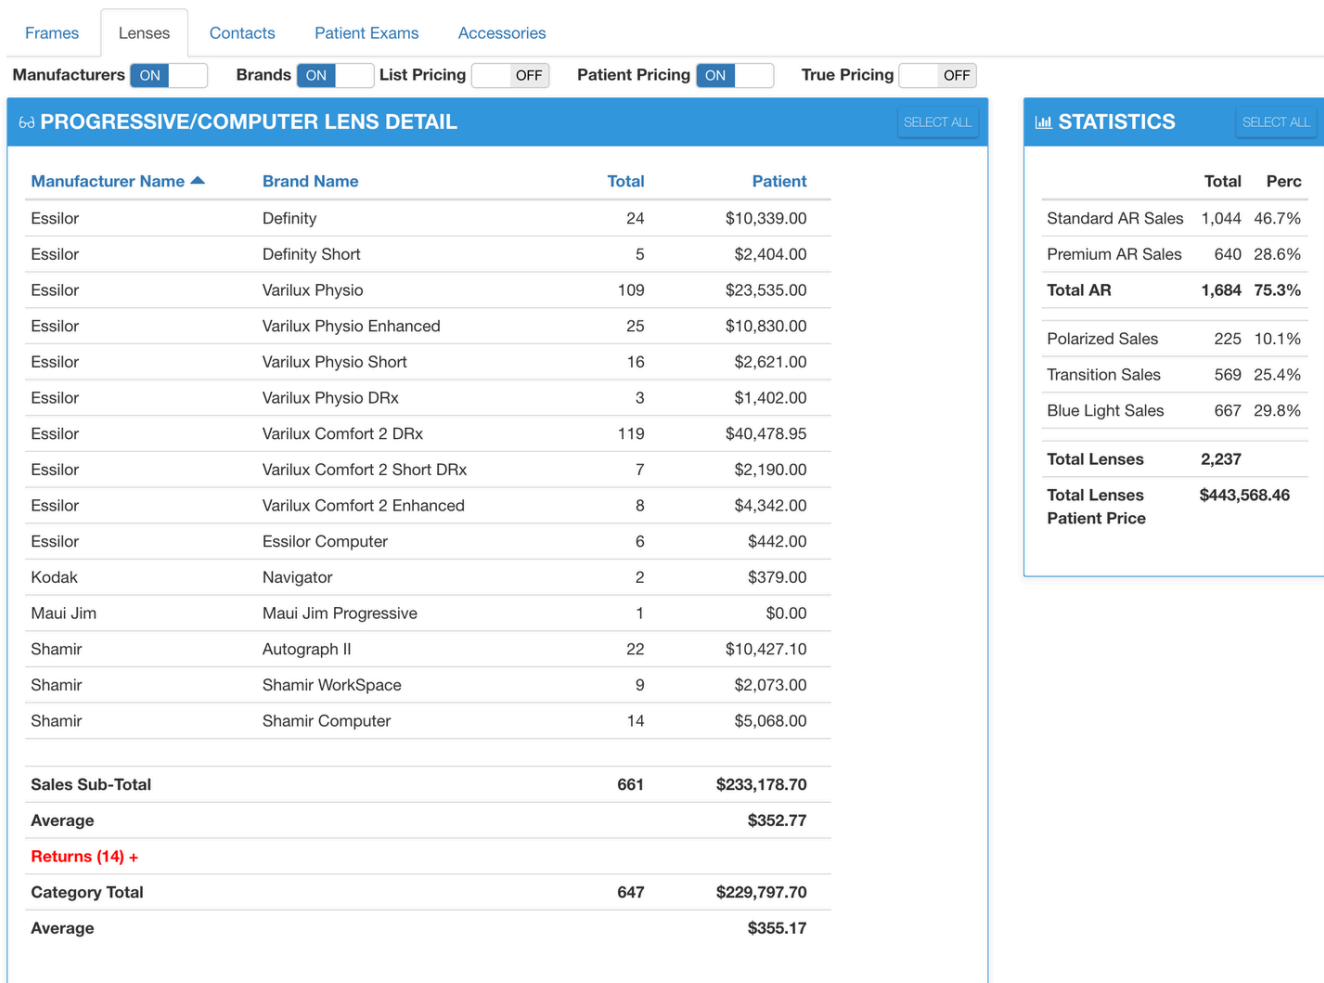 Frames Lenses Contacts Patient Exams Accessories
Manufacturers ON Brands ON List Pricing OFF Patient Pricing ON True Pricing OFF
PROGRESSIVE/COMPUTER LENS DETAIL SELECT ALL
Manufacturer Name Brand Name Total Patient
Essilor Definity 24 $10,339.00
Essilor Definity Short 5 $2,404.00
Essilor Varilux Physio 109 $23,535.00
Essilor Varilux Physio Enhanced 25 $10,830.00
Essilor Varilux Physio Short 16 $2,621.00
Essilor Varilux Physio DRx 3 $1,402.00
Essilor Varilux Comfort 2 DRx 119 $40,478.95
Essilor Varilux Comfort 2 Short DRx 7 $2,190.00
Essilor Varilux Comfort 2 Enhanced 8 $4,342.00
Essilor Essilor Computer 6 $442.00
Kodak Navigator 2 $379.00
Maui Jim Maui Jim Progressive 1 $0.00
Shamir Autograph II 22 $10,427.10
Shamir Shamir WorkSpace 9 $2,073.00
Shamir Shamir Computer 14 $5,068.00
Sales Sub-Total 661 $233,178.70
Average $352.77
Returns (14) +
Category Total 647 $229,797.70
Average $355.17
STATISTICS SELECT ALL
Total Perc
Standard AR Sales 1,044 46.7%
Premium AR Sales 640 28.6%
Total AR 1,684 75.3%
Polarized Sales 225 10.1%
Transition Sales 569 25.4%
Blue Light Sales 667 29.8%
Total Lenses 2,237
Total Lenses $443,568.46
Patient Price